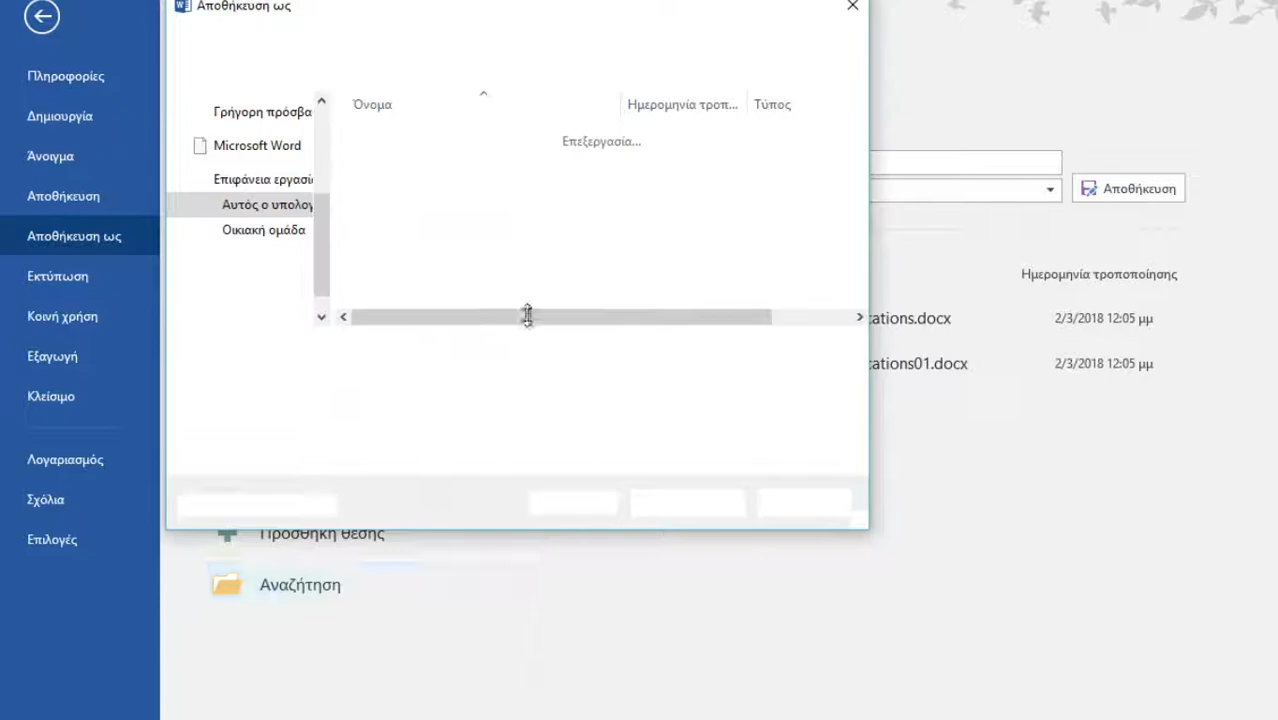 Αποθήκευση ως
Πληροφορίες
Δημιουργία
Άνοιγμα
Αποθήκευση
Αποθήκευση ως
Εκτύπωση
Κοινή χρήση
Εξαγωγή
Κλείσιμο
Λογαριασμός
Σχόλια
Επιλογές
Όνομα
Ημερομηνία τροπ...
Τύπος
Γρήγορη πρόσβα
Microsoft Word
Επιφάνεια εργασί
Αυτός ο υπολογ
Οικιακή ομάδα
Επεξεργασία...
Αποθήκευση
Ημερομηνία τροποποίησης
cations.docx
2/3/2018 12:05 μμ
cations01.docx
2/3/2018 12:05 μμ
Προσθήκη θέσης
Αναζήτηση